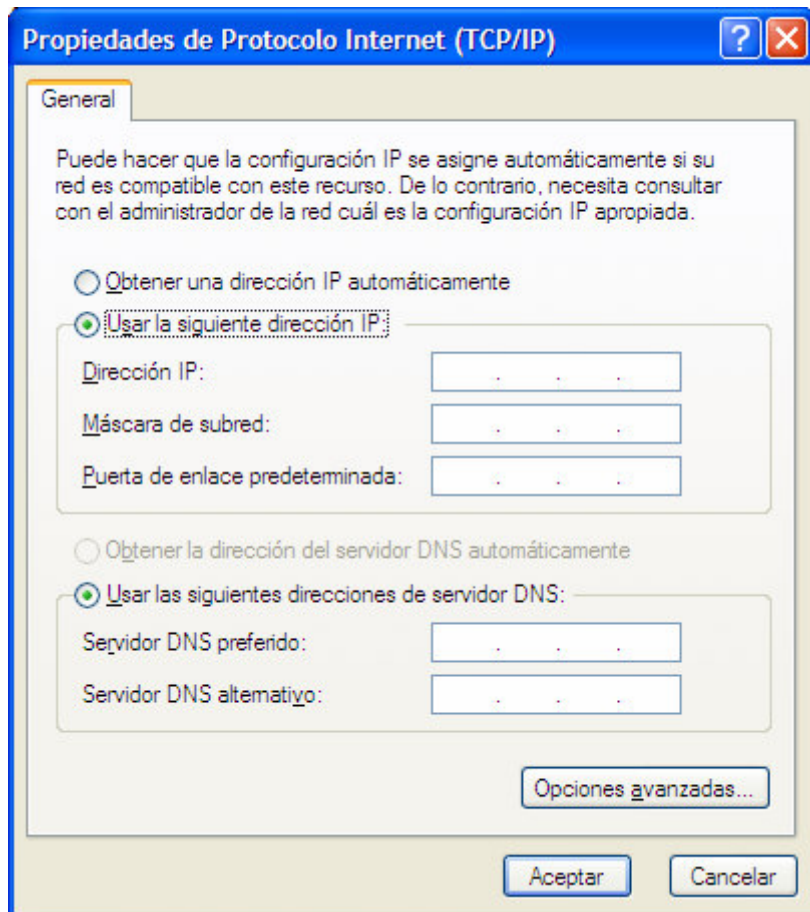 Propiedades de Protocolo Internet (TCP/IP)
General
Puede hacer que la configuración IP se asigne automáticamente si su
red es compatible con este recurso. De lo contrario, necesita consultar
con el administrador de la red cuál es la configuración IP apropiada.
Obtener una dirección IP automáticamente
Usar la siguiente dirección IP:
Dirección IP:
Máscara de subred:
Puerta de enlace predeterminada:
Obtener la dirección del servidor DNS automáticamente
Usar las siguientes direcciones de servidor DNS:
Servidor DNS preferido:
Servidor DNS alternativo:
Opciones avanzadas...
Aceptar Cancelar